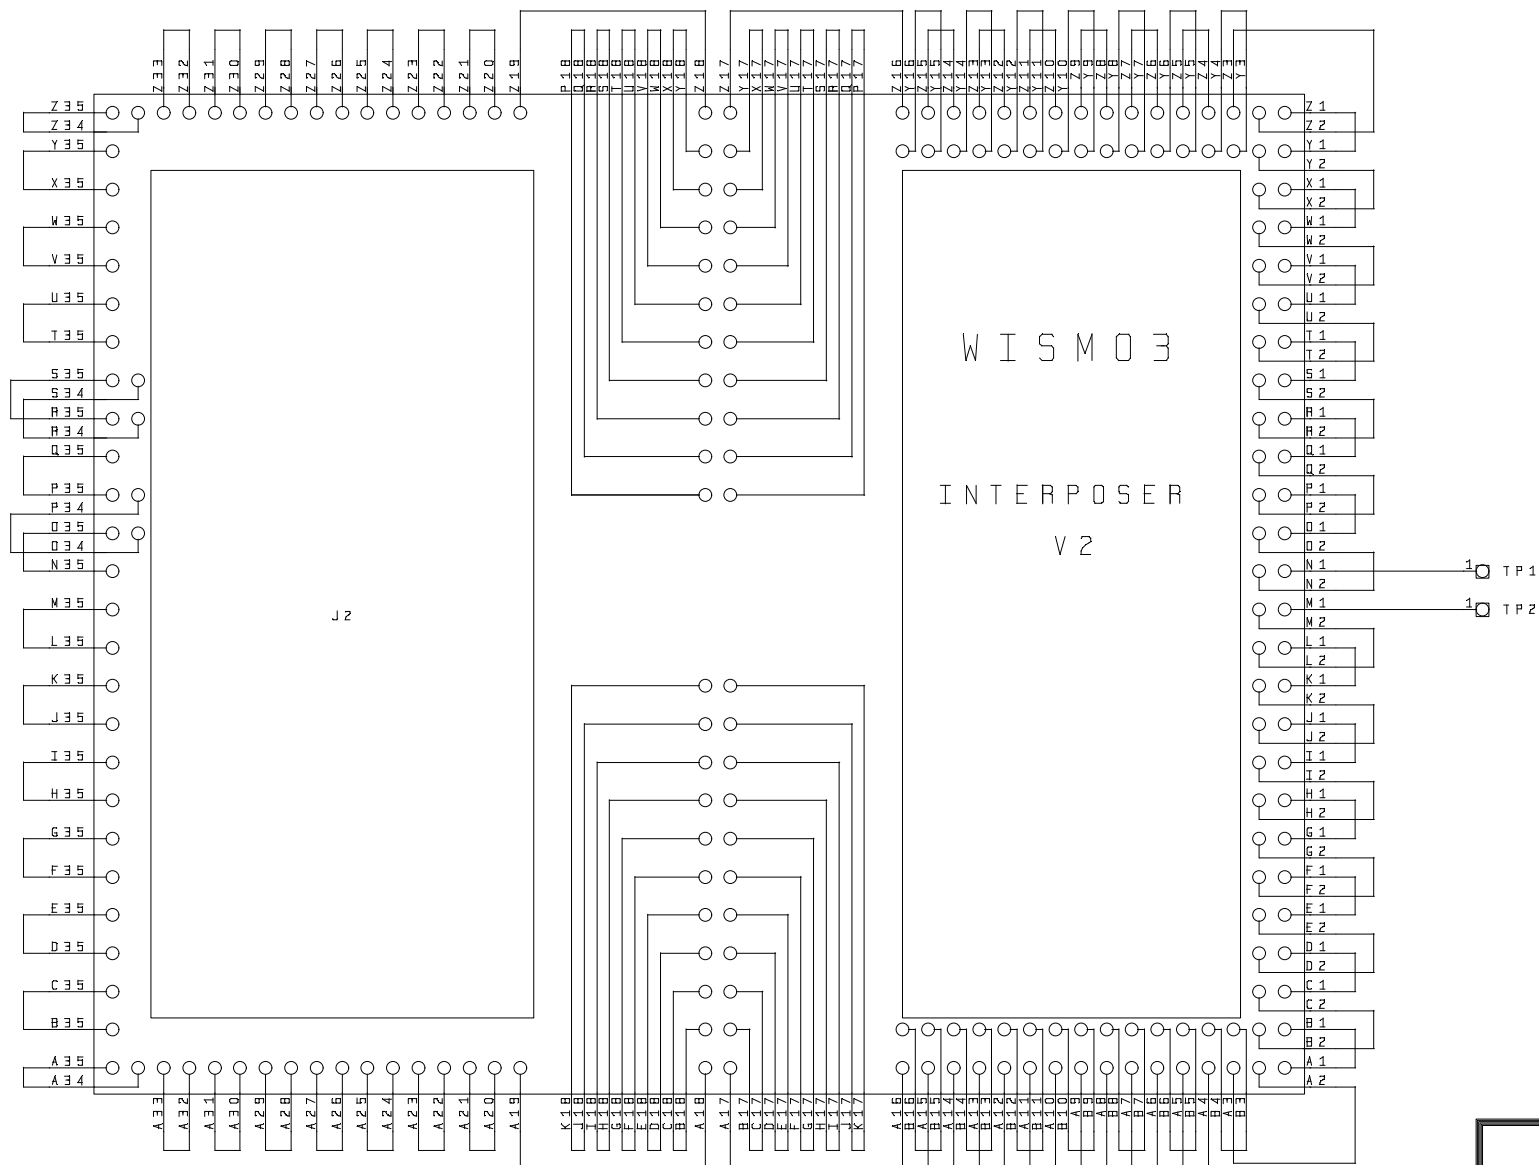 Z33 Z32 Z31 Z30 Z29 Z28 Z27 Z26 Z25 Z24 Z23 Z22 Z21 Z20 Z19
P18 Q18 R18 S18 T18 U18 V18 W18 X18 Y18 Z18
Z17 Y17 X17 W17 V17 U17 T17 S17 R17 Q17 P17
Z16 Y16 Z15 Y15 Z14 Y14 Z13 Y13 Z12 Y12 Z11 Y11 Z10 Y10 Z9 Y9 Z8 Y8 Z7 Y7 Z6 Y6 Z5 Y5 Z4 Y4 Z3 Y3
Z35
Z34
Y35
X35
W35
V35
U35
T35
S35
S34
R35
R34
Q35
P35
P34
O35
O34
N35
M35
L35
K35
J35
I35
H35
G35
F35
E35
D35
C35
B35
A35
A34
J2
WISMO3
INTERPOSER
V2
Z1
Z2
Y1
Y2
X1
X2
W1
W2
V1
V2
U1
U2
T1
T2
S1
S2
R1
R2
Q1
Q2
P1
P2
O1
O2
N1
N2
M1
M2
L1
L2
K1
K2
J1
J2
I1
I2
H1
H2
G1
G2
F1
F2
E1
E2
D1
D2
C1
C2
B1
B2
A1
A2
1 TP1
1 TP2
A33 A32 A31 A30 A29 A28 A27 A26 A25 A24 A23 A22 A21 A20 A19
K18 J18 I18 H18 G18 F18 E18 D18 C18 B18 A18
A17 B17 C17 D17 E17 F17 G17 H17 I17 J17 K17
A16 B16 A15 B15 A14 B14 A13 B13 A12 B12 A11 B11 A10 B10 A9 B9 A8 B8 A7 B7 A6 B6 A5 B5 A4 B4 A3 B3